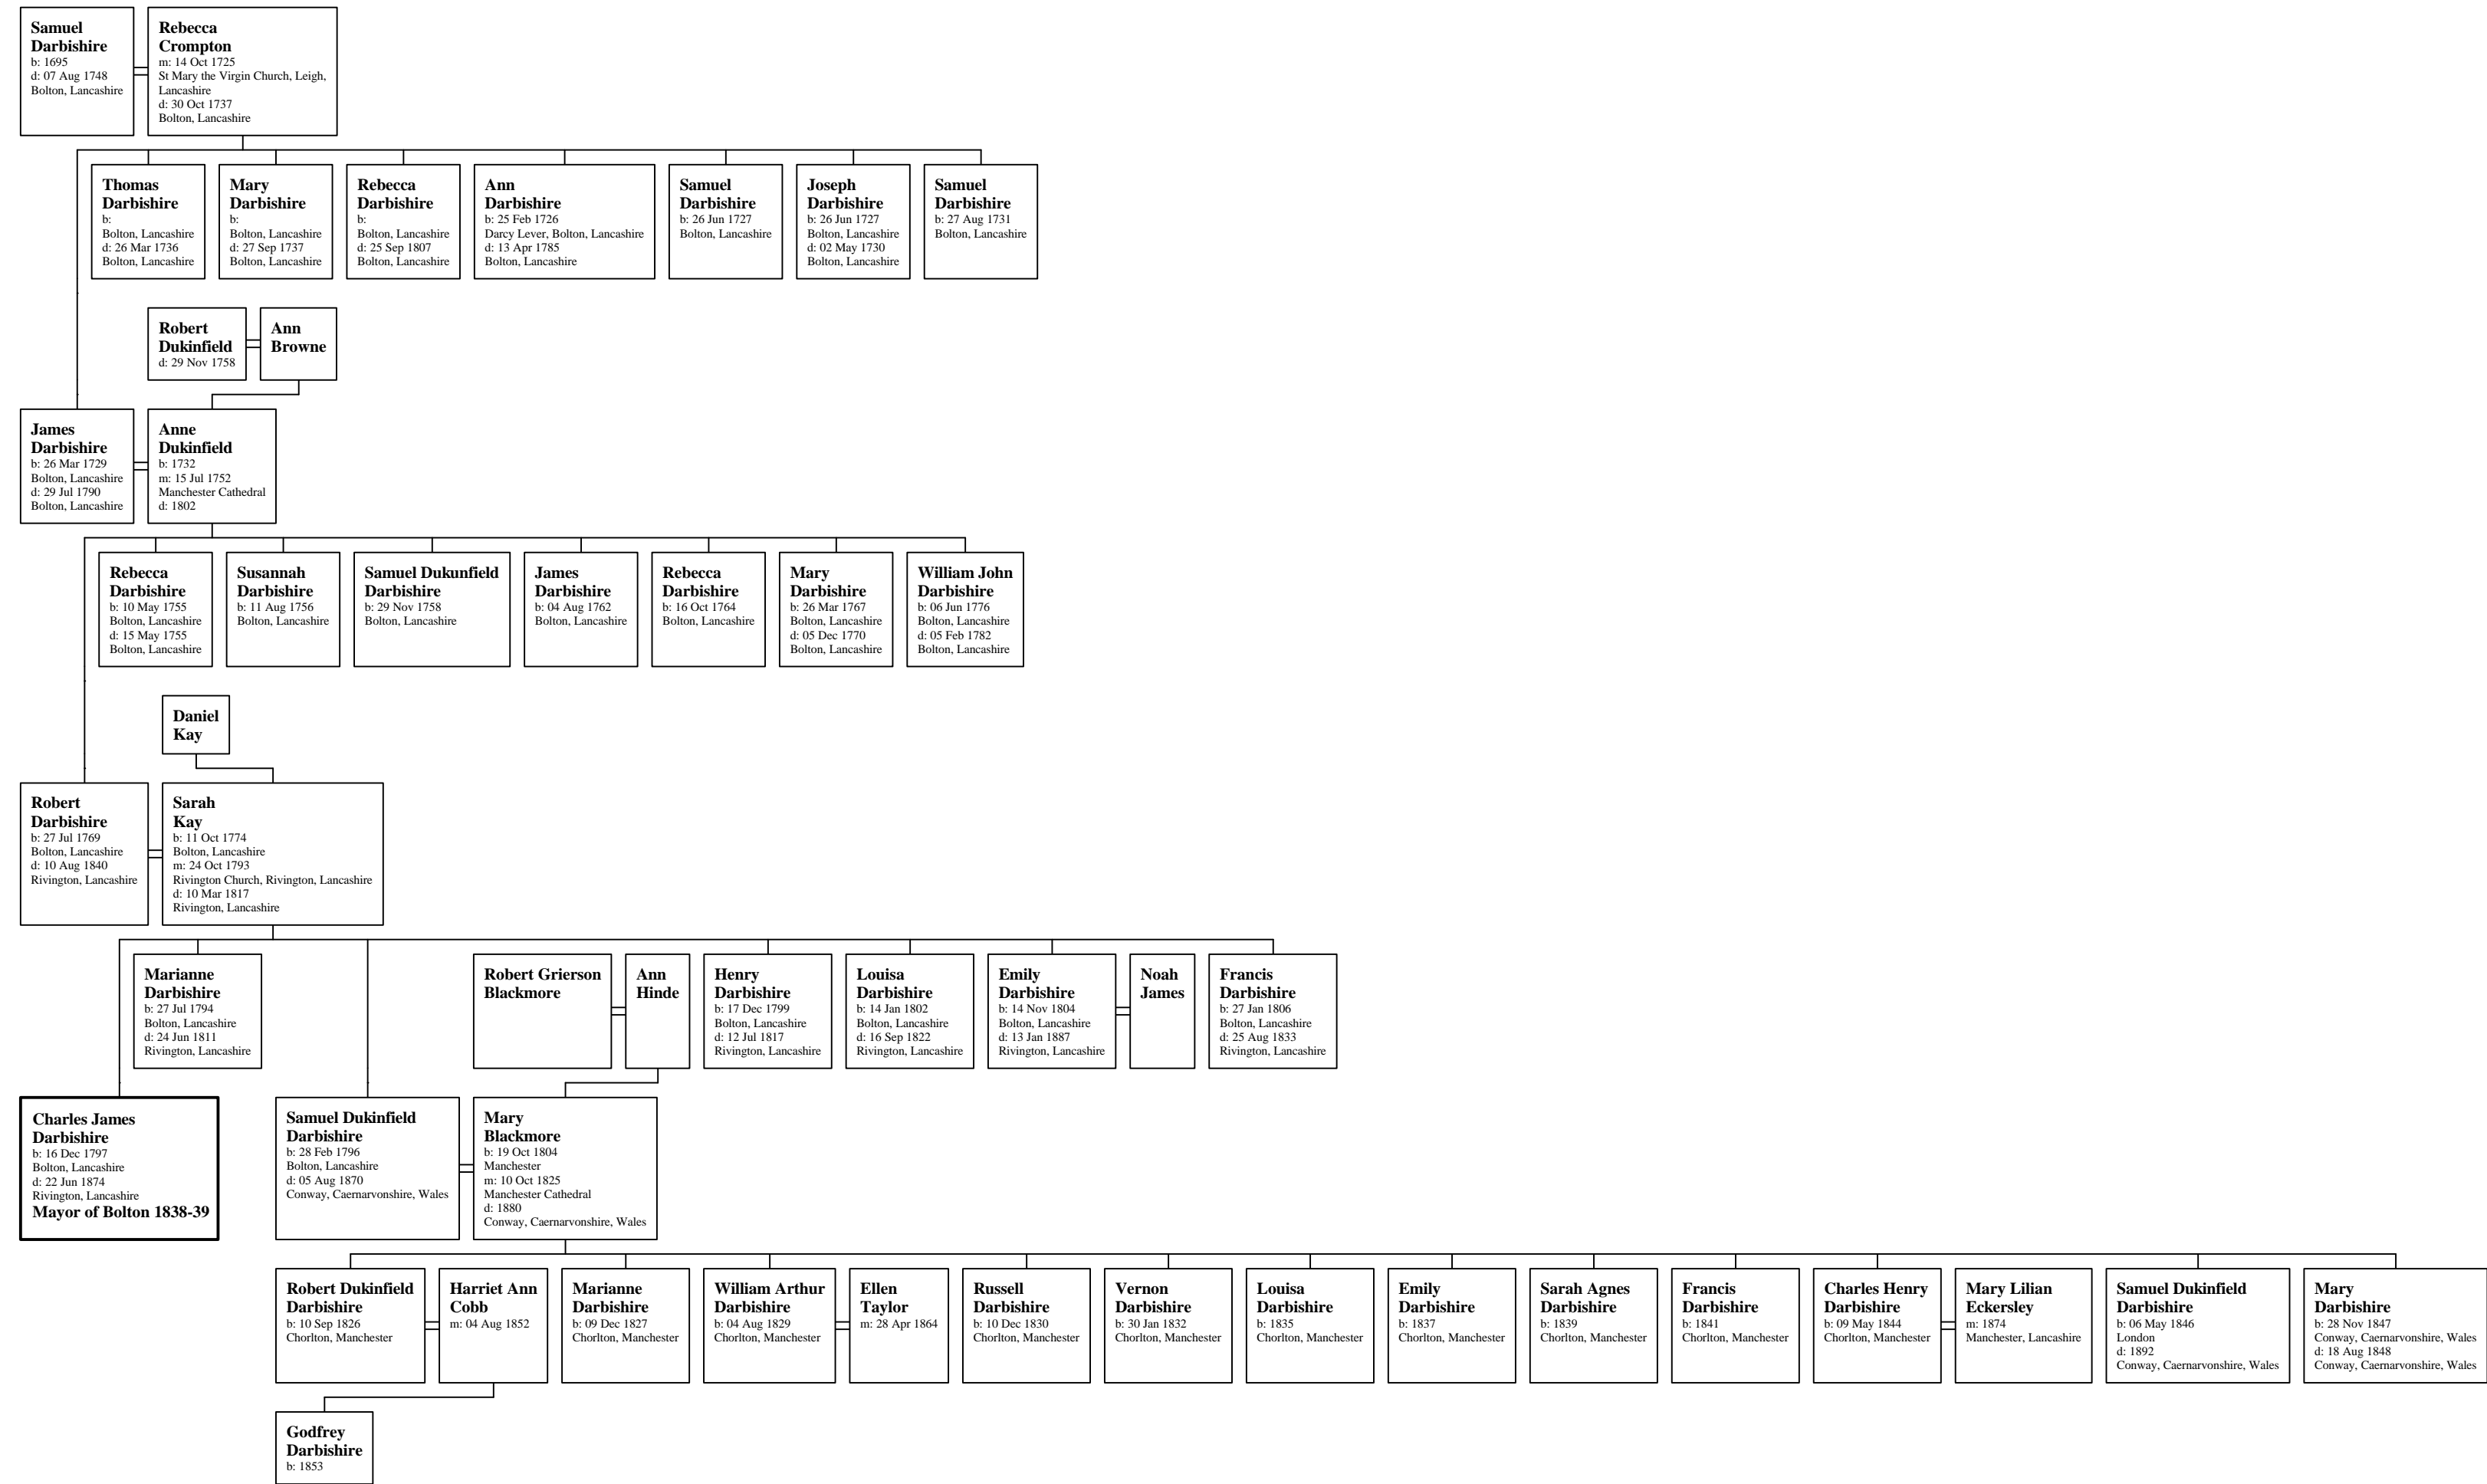 Samuel
Darbishire
b: 1695
d: 07 Aug 1748
Bolton, Lancashire
Rebecca
Crompton
m: 14 Oct 1725
St Mary the Virgin Church, Leigh,
Lancashire
d: 30 Oct 1737
Bolton, Lancashire
Thomas
Darbishire
b:
Bolton, Lancashire
d: 26 Mar 1736
Bolton, Lancashire
Mary
Darbishire
b:
Bolton, Lancashire
d: 27 Sep 1737
Bolton, Lancashire
Rebecca
Darbishire
b:
Bolton, Lancashire
d: 25 Sep 1807
Bolton, Lancashire
Ann
Darbishire
b: 25 Feb 1726
Darcy Lever, Bolton, Lancashire
d: 13 Apr 1785
Bolton, Lancashire
Samuel
Darbishire
b: 26 Jun 1727
Bolton, Lancashire
Joseph
Darbishire
b: 26 Jun 1727
Bolton, Lancashire
d: 02 May 1730
Bolton, Lancashire
Samuel
Darbishire
b: 27 Aug 1731
Bolton, Lancashire
Robert
Dukinfield
d: 29 Nov 1758
Ann
Browne
James
Darbishire
b: 26 Mar 1729
Bolton, Lancashire
d: 29 Jul 1790
Bolton, Lancashire
Anne
Dukinfield
b: 1732
m: 15 Jul 1752
Manchester Cathedral
d: 1802
Rebecca
Darbishire
b: 10 May 1755
Bolton, Lancashire
d: 15 May 1755
Bolton, Lancashire
Susannah
Darbishire
b: 11 Aug 1756
Bolton, Lancashire
Samuel Dukunfield
Darbishire
b: 29 Nov 1758
Bolton, Lancashire
James
Darbishire
b: 04 Aug 1762
Bolton, Lancashire
Rebecca
Darbishire
b: 16 Oct 1764
Bolton, Lancashire
Mary
Darbishire
b: 26 Mar 1767
Bolton, Lancashire
d: 05 Dec 1770
Bolton, Lancashire
William John
Darbishire
b: 06 Jun 1776
Bolton, Lancashire
d: 05 Feb 1782
Bolton, Lancashire
Daniel
Kay
Robert
Darbishire
b: 27 Jul 1769
Bolton, Lancashire
d: 10 Aug 1840
Rivington, Lancashire
Sarah
Kay
b: 11 Oct 1774
Bolton, Lancashire
m: 24 Oct 1793
Rivington Church, Rivington, Lancashire
d: 10 Mar 1817
Rivington, Lancashire
Marianne
Darbishire
b: 27 Jul 1794
Bolton, Lancashire
d: 24 Jun 1811
Rivington, Lancashire
Robert Grierson
Blackmore
Ann
Hinde
Henry
Darbishire
b: 17 Dec 1799
Bolton, Lancashire
d: 12 Jul 1817
Rivington, Lancashire
Louisa
Darbishire
b: 14 Jan 1802
Bolton, Lancashire
d: 16 Sep 1822
Rivington, Lancashire
Emily
Darbishire
b: 14 Nov 1804
Bolton, Lancashire
d: 13 Jan 1887
Rivington, Lancashire
Noah
James
Francis
Darbishire
b: 27 Jan 1806
Bolton, Lancashire
d: 25 Aug 1833
Rivington, Lancashire
Charles James
Darbishire
b: 16 Dec 1797
Bolton, Lancashire
d: 22 Jun 1874
Rivington, Lancashire
Mayor of Bolton 1838-39
Samuel Dukinfield
Darbishire
b: 28 Feb 1796
Bolton, Lancashire
d: 05 Aug 1870
Conway, Caernarvonshire, Wales
Mary
Blackmore
b: 19 Oct 1804
Manchester
m: 10 Oct 1825
Manchester Cathedral
d: 1880
Conway, Caernarvonshire, Wales
Robert Dukinfield
Darbishire
b: 10 Sep 1826
Chorlton, Manchester
Harriet Ann
Cobb
m: 04 Aug 1852
Marianne
Darbishire
b: 09 Dec 1827
Chorlton, Manchester
William Arthur
Darbishire
b: 04 Aug 1829
Chorlton, Manchester
Ellen
Taylor
m: 28 Apr 1864
Russell
Darbishire
b: 10 Dec 1830
Chorlton, Manchester
Vernon
Darbishire
b: 30 Jan 1832
Chorlton, Manchester
Louisa
Darbishire
b: 1835
Chorlton, Manchester
Emily
Darbishire
b: 1837
Chorlton, Manchester
Sarah Agnes
Darbishire
b: 1839
Chorlton, Manchester
Francis
Darbishire
b: 1841
Chorlton, Manchester
Charles Henry
Darbishire
b: 09 May 1844
Chorlton, Manchester
Mary Lilian
Eckersley
m: 1874
Manchester, Lancashire
Samuel Dukinfield
Darbishire
b: 06 May 1846
London
d: 1892
Conway, Caernarvonshire, Wales
Mary
Darbishire
b: 28 Nov 1847
Conway, Caernarvonshire, Wales
d: 18 Aug 1848
Conway, Caernarvonshire, Wales
Godfrey
Darbishire
b: 1853